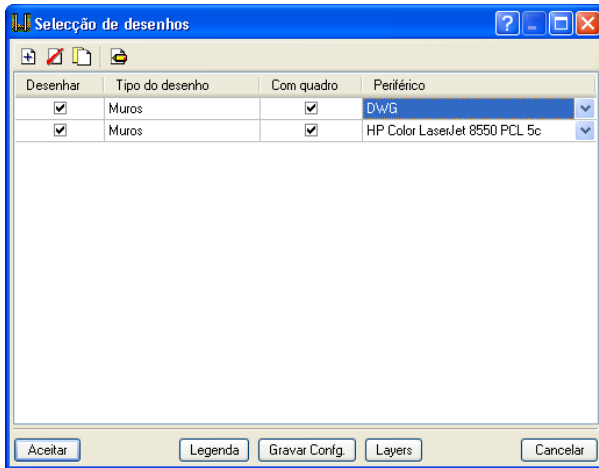 Selecção de desenhos
Desenhar Tipo do desenho Com quadro Periférico
Muros DWG
Muros HP Color LaserJet 8550 PCL 5c
Aceitar Legenda Gravar Confg. Layers Cancelar